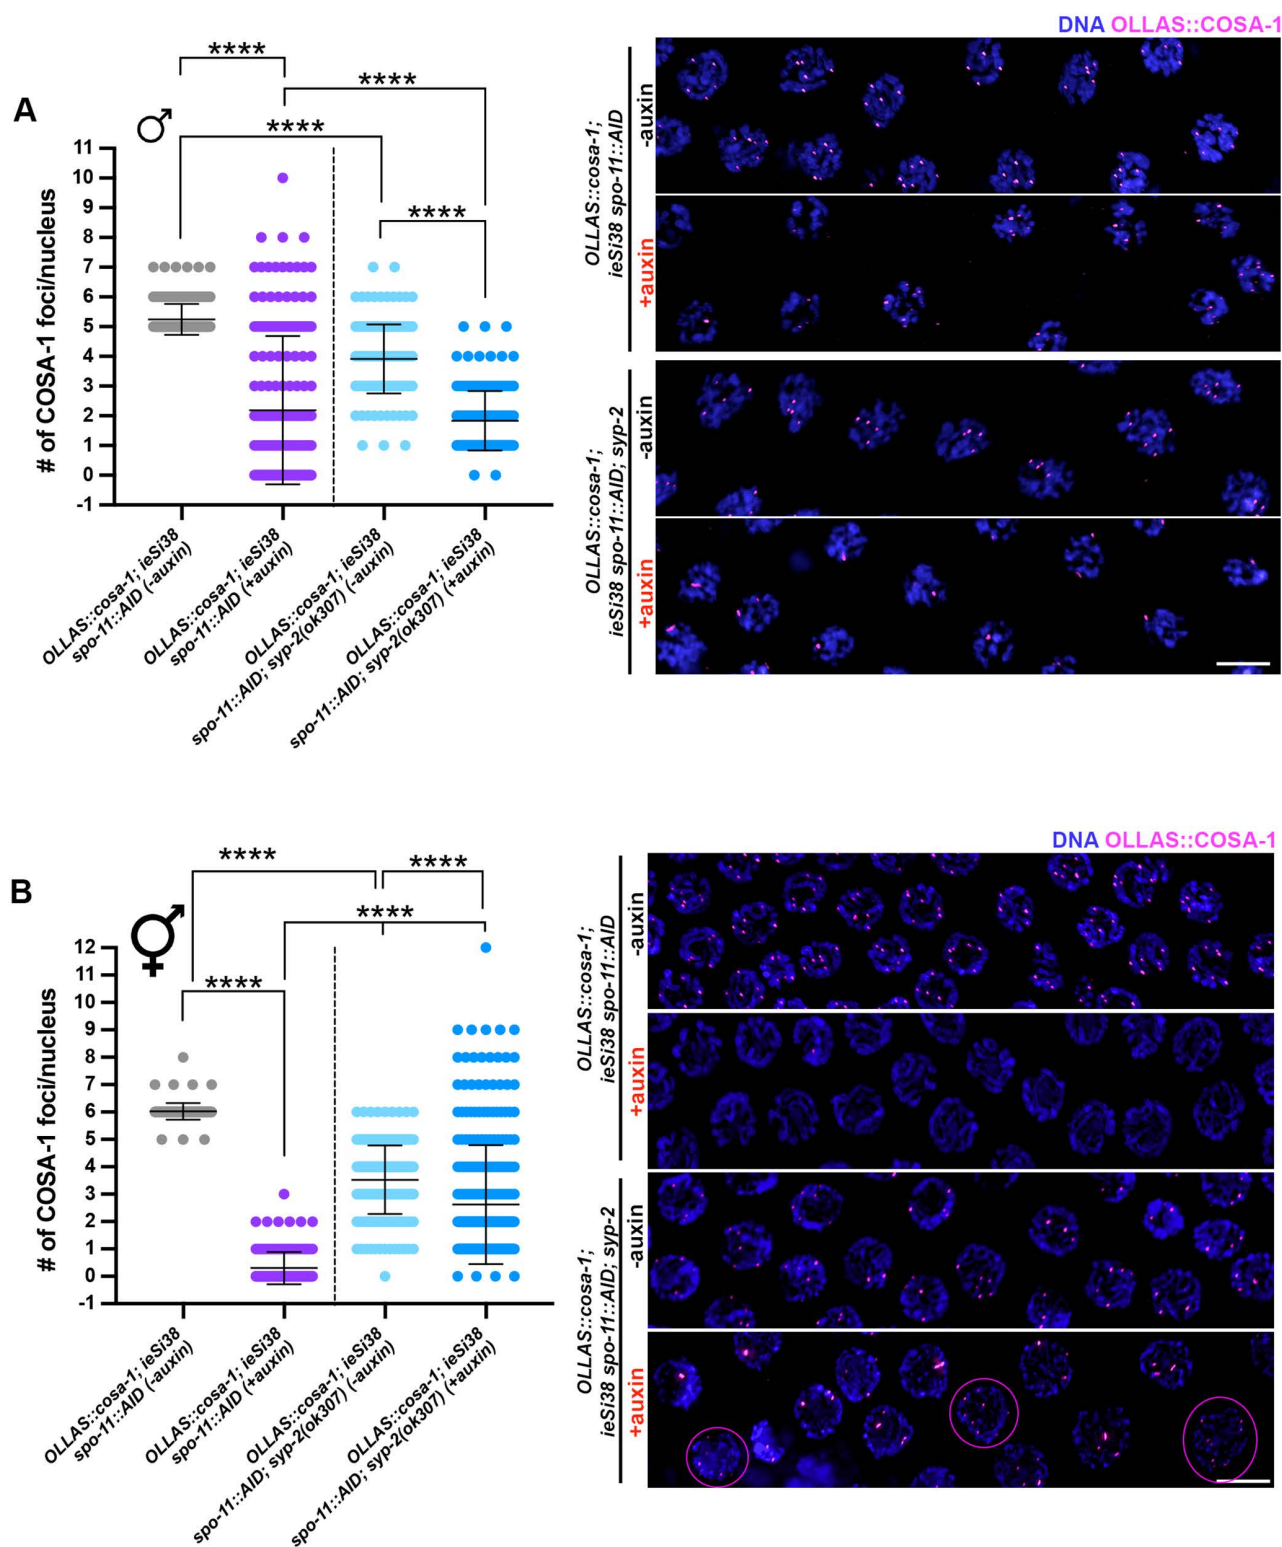 DNA OLLAS::COSA-1
A
****
****
****
****
# of COSA-1 foci/nucleus
11
10
9
8
7
6
5
4
3
2
1
0
-1
OLLAS::cosa-1; ieSi38
spo-11::AID (-auxin)
OLLAS::cosa-1; ieSi38
spo-11::AID (+auxin)
OLLAS::cosa-1; ieSi38
spo-11::AID; syp-2(ok307) (-auxin)
OLLAS::cosa-1; ieSi38
spo-11::AID; syp-2(ok307) (+auxin)
OLLAS::cosa-1;
ieSi38 spo-11::AID
-auxin
+auxin
OLLAS::cosa-1;
ieSi38 spo-11::AID; syp-2
-auxin
+auxin
DNA OLLAS::COSA-1
B
****
****
****
****
# of COSA-1 foci/nucleus
12
11
10
9
8
7
6
5
4
3
2
1
0
-1
OLLAS::cosa-1; ieSi38
spo-11::AID (-auxin)
OLLAS::cosa-1; ieSi38
spo-11::AID (+auxin)
OLLAS::cosa-1; ieSi38
spo-11::AID; syp-2(ok307) (-auxin)
OLLAS::cosa-1; ieSi38
spo-11::AID; syp-2(ok307) (+auxin)
OLLAS::cosa-1;
ieSi38 spo-11::AID
-auxin
+auxin
OLLAS::cosa-1;
ieSi38 spo-11::AID; syp-2
-auxin
+auxin